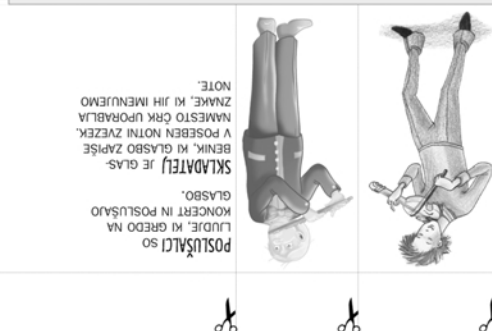 POSLUŠALCI SO
LJUDJE, KI GREDO NA
KONCERT IN POSLUŠAJO
GLASBO.
SKLADATELJ JE GLAS-
BENIK, KI GLASBO ZAPIŠE
V POSEBEN NOTNI ZVEZEK.
NAMESTO ČRK UPORABLJA
ZNAKE, KI JIH IMENUJEMO
NOTE.